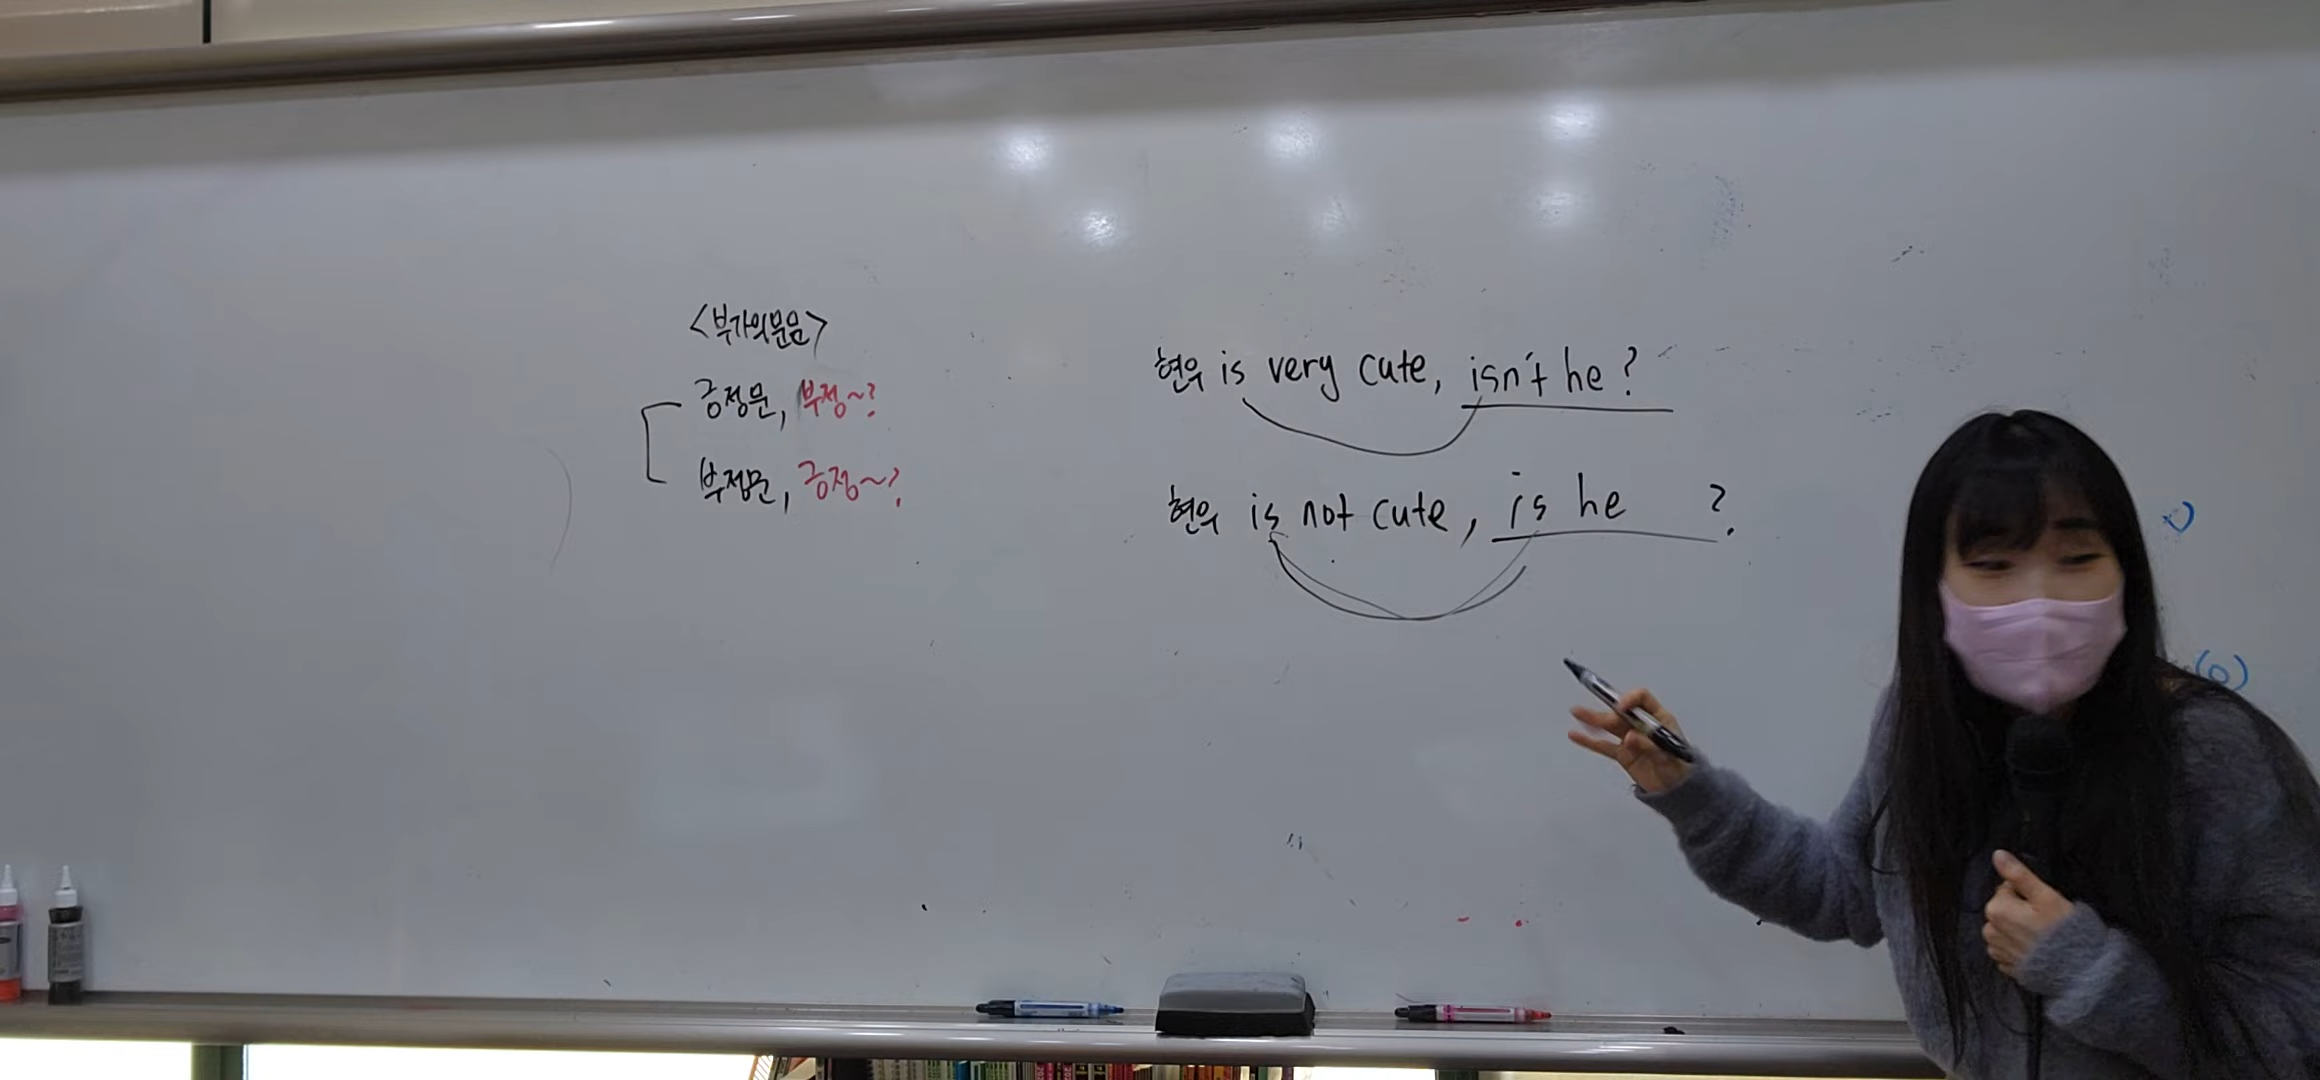 <부가의문문>
긍정문, 부정~?
부정문, 긍정~?
현우 is very cute, isn't he?
현우 is not cute, is he ?
(0)